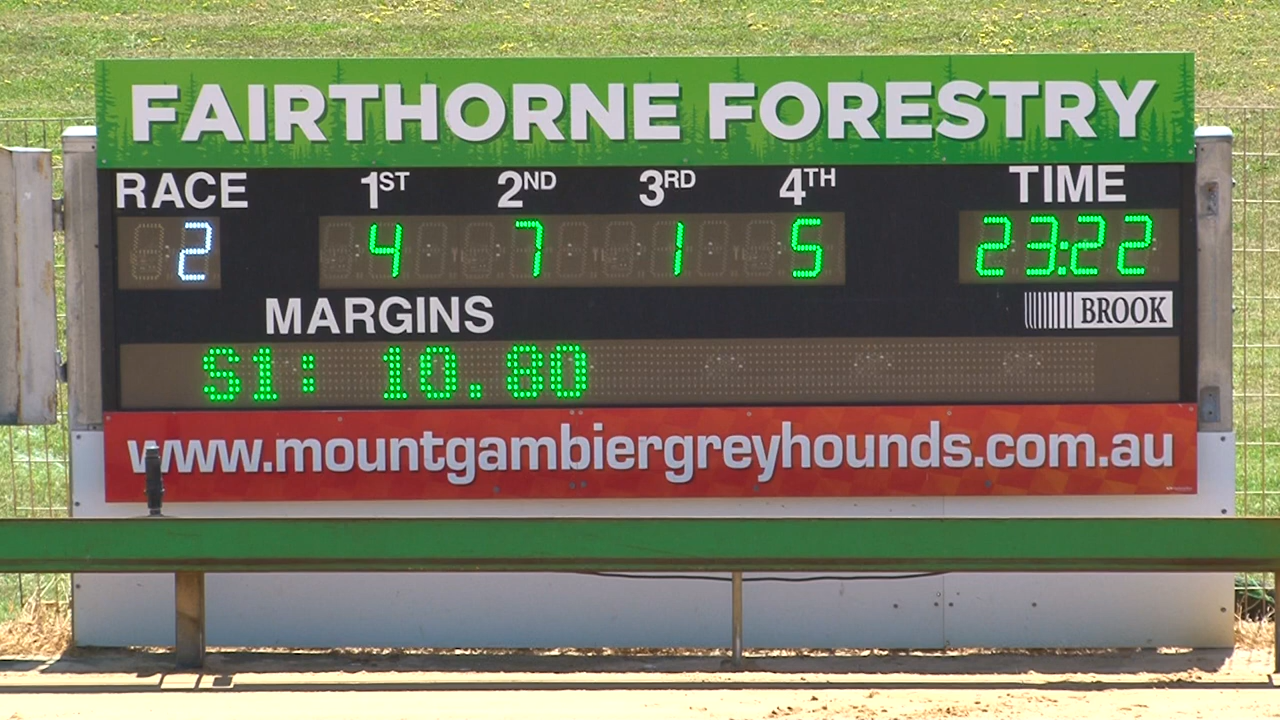 FAIRTHORNE FORESTRY
RACE 1ST 2ND 3RD 4TH TIME
2 4 7 1 5 23:22
MARGINS BROOK
S1: 10.80
www.mountgambiergreyhounds.com.au